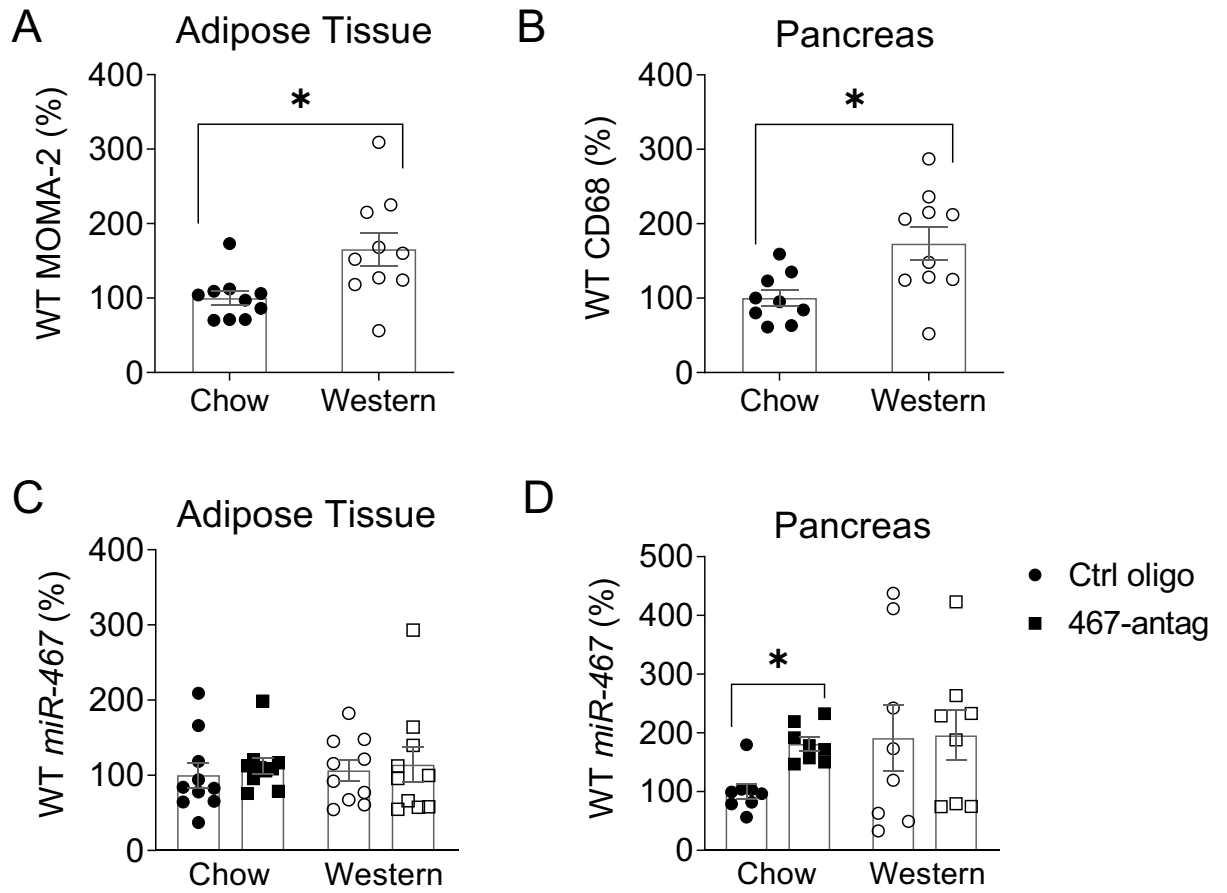 A
Adipose Tissue
WT MOMA-2 (%)
400
300
200
100
0
*
Chow
Western
B
Pancreas
WT CD68 (%)
400
300
200
100
0
*
Chow
Western
C
Adipose Tissue
WT miR-467 (%)
400
300
200
100
0
Chow
Western
D
Pancreas
WT miR-467 (%)
500
400
300
200
100
0
*
Chow
Western
Ctrl oligo
467-antag